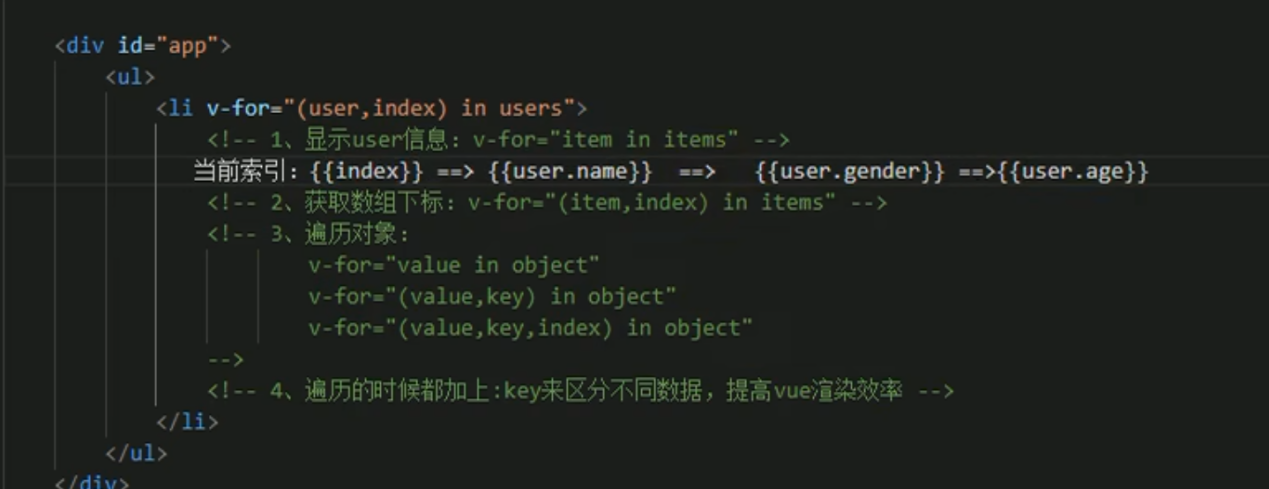 <div id="app">
<ul>
<li v-for="(user,index) in users">
<!-- 1、显示user信息：v-for="item in items" -->
当前索引：{{index}} ==> {{user.name}}  ==>   {{user.gender}} ==>{{user.age}}
<!-- 2、获取数组下标：v-for="(item,index) in items" -->
<!-- 3、遍历对象：
v-for="value in object"
v-for="(value,key) in object"
v-for="(value,key,index) in object"
-->
<!-- 4、遍历的时候都加上:key来区分不同数据，提高vue渲染效率 -->
</li>
</ul>
</div>